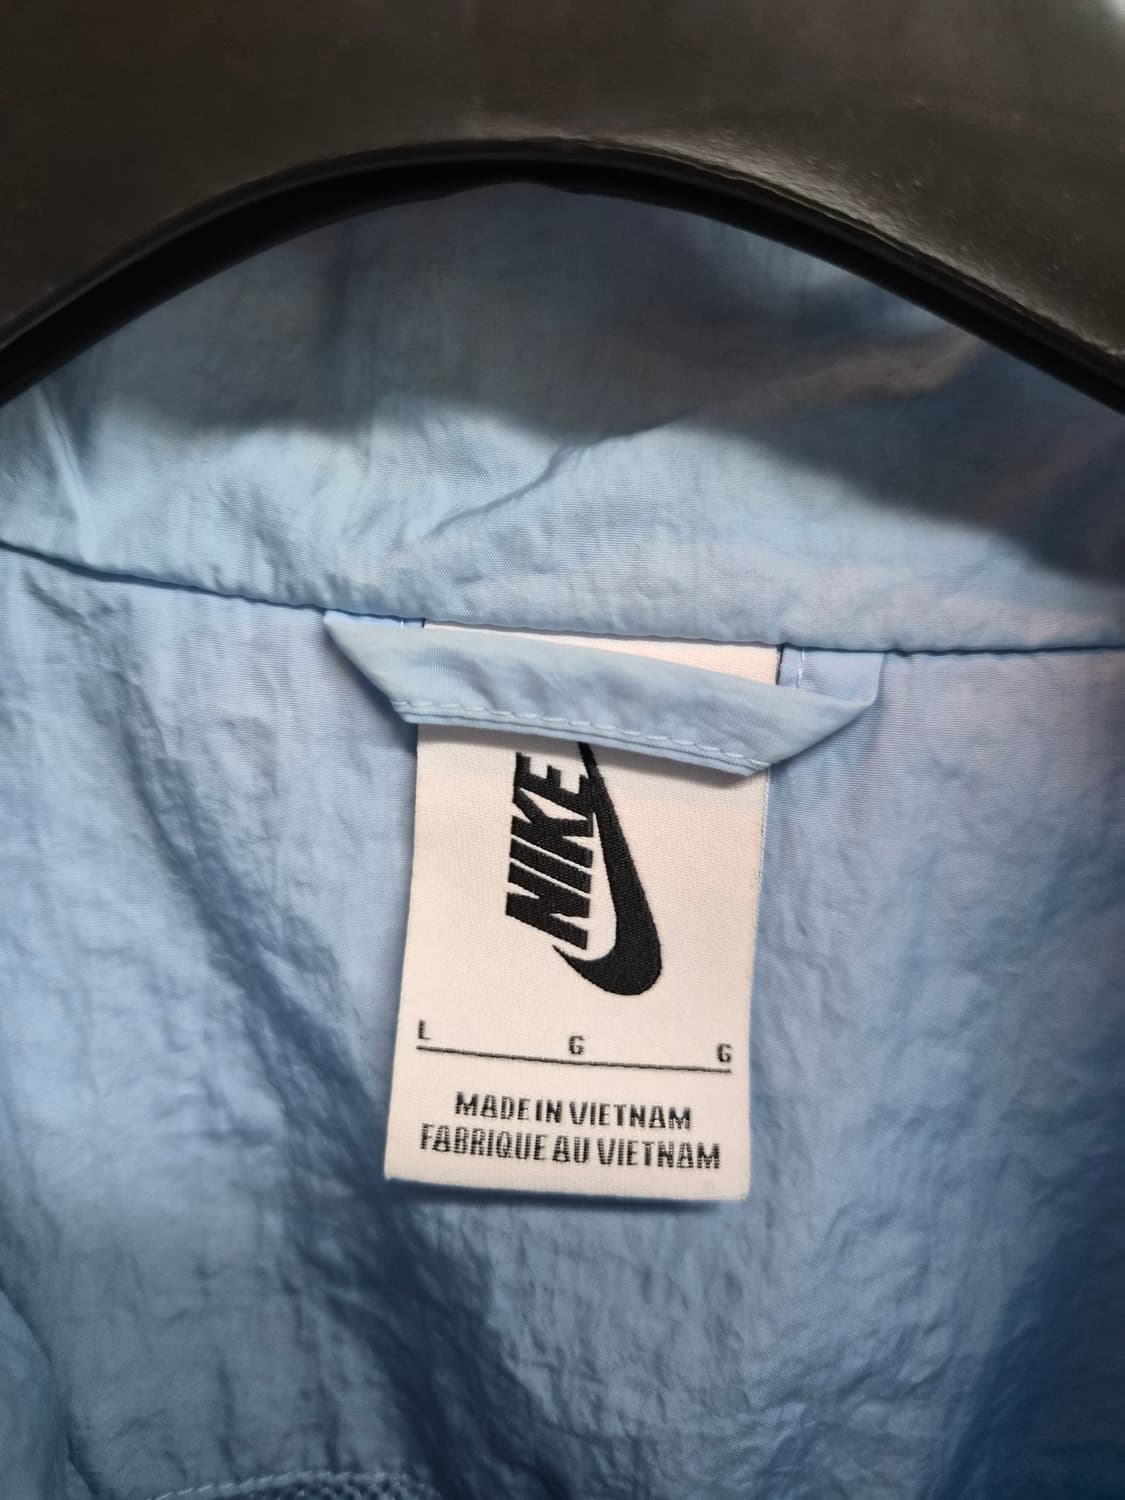 NIKE
L G G
MADE IN VIETNAM
FABRIQUE AU VIETNAM